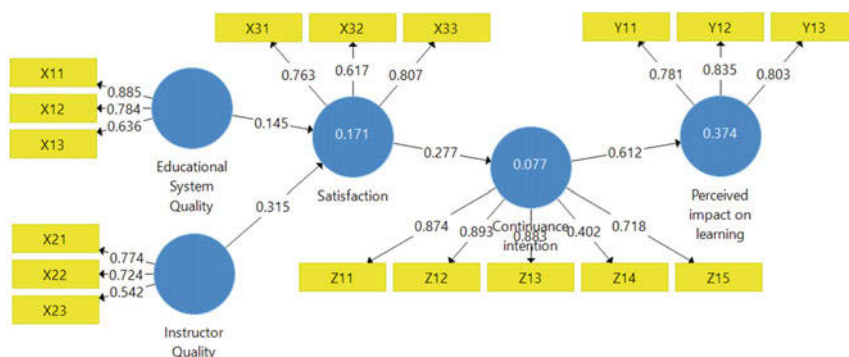 X31
X32
X33
Y11
Y12
Y13
0.763
0.617
0.807
0.781
0.835
0.803
X11
X12
X13
0.885
0.784
0.636
Educational
System
Quality
0.145
0.171
Satisfaction
0.277
0.077
Continuance
intention
0.612
0.374
Perceived
impact on
learning
0.315
X21
X22
X23
0.774
0.724
0.542
Instructor
Quality
0.874
0.893
0.883
0.402
0.718
Z11
Z12
Z13
Z14
Z15